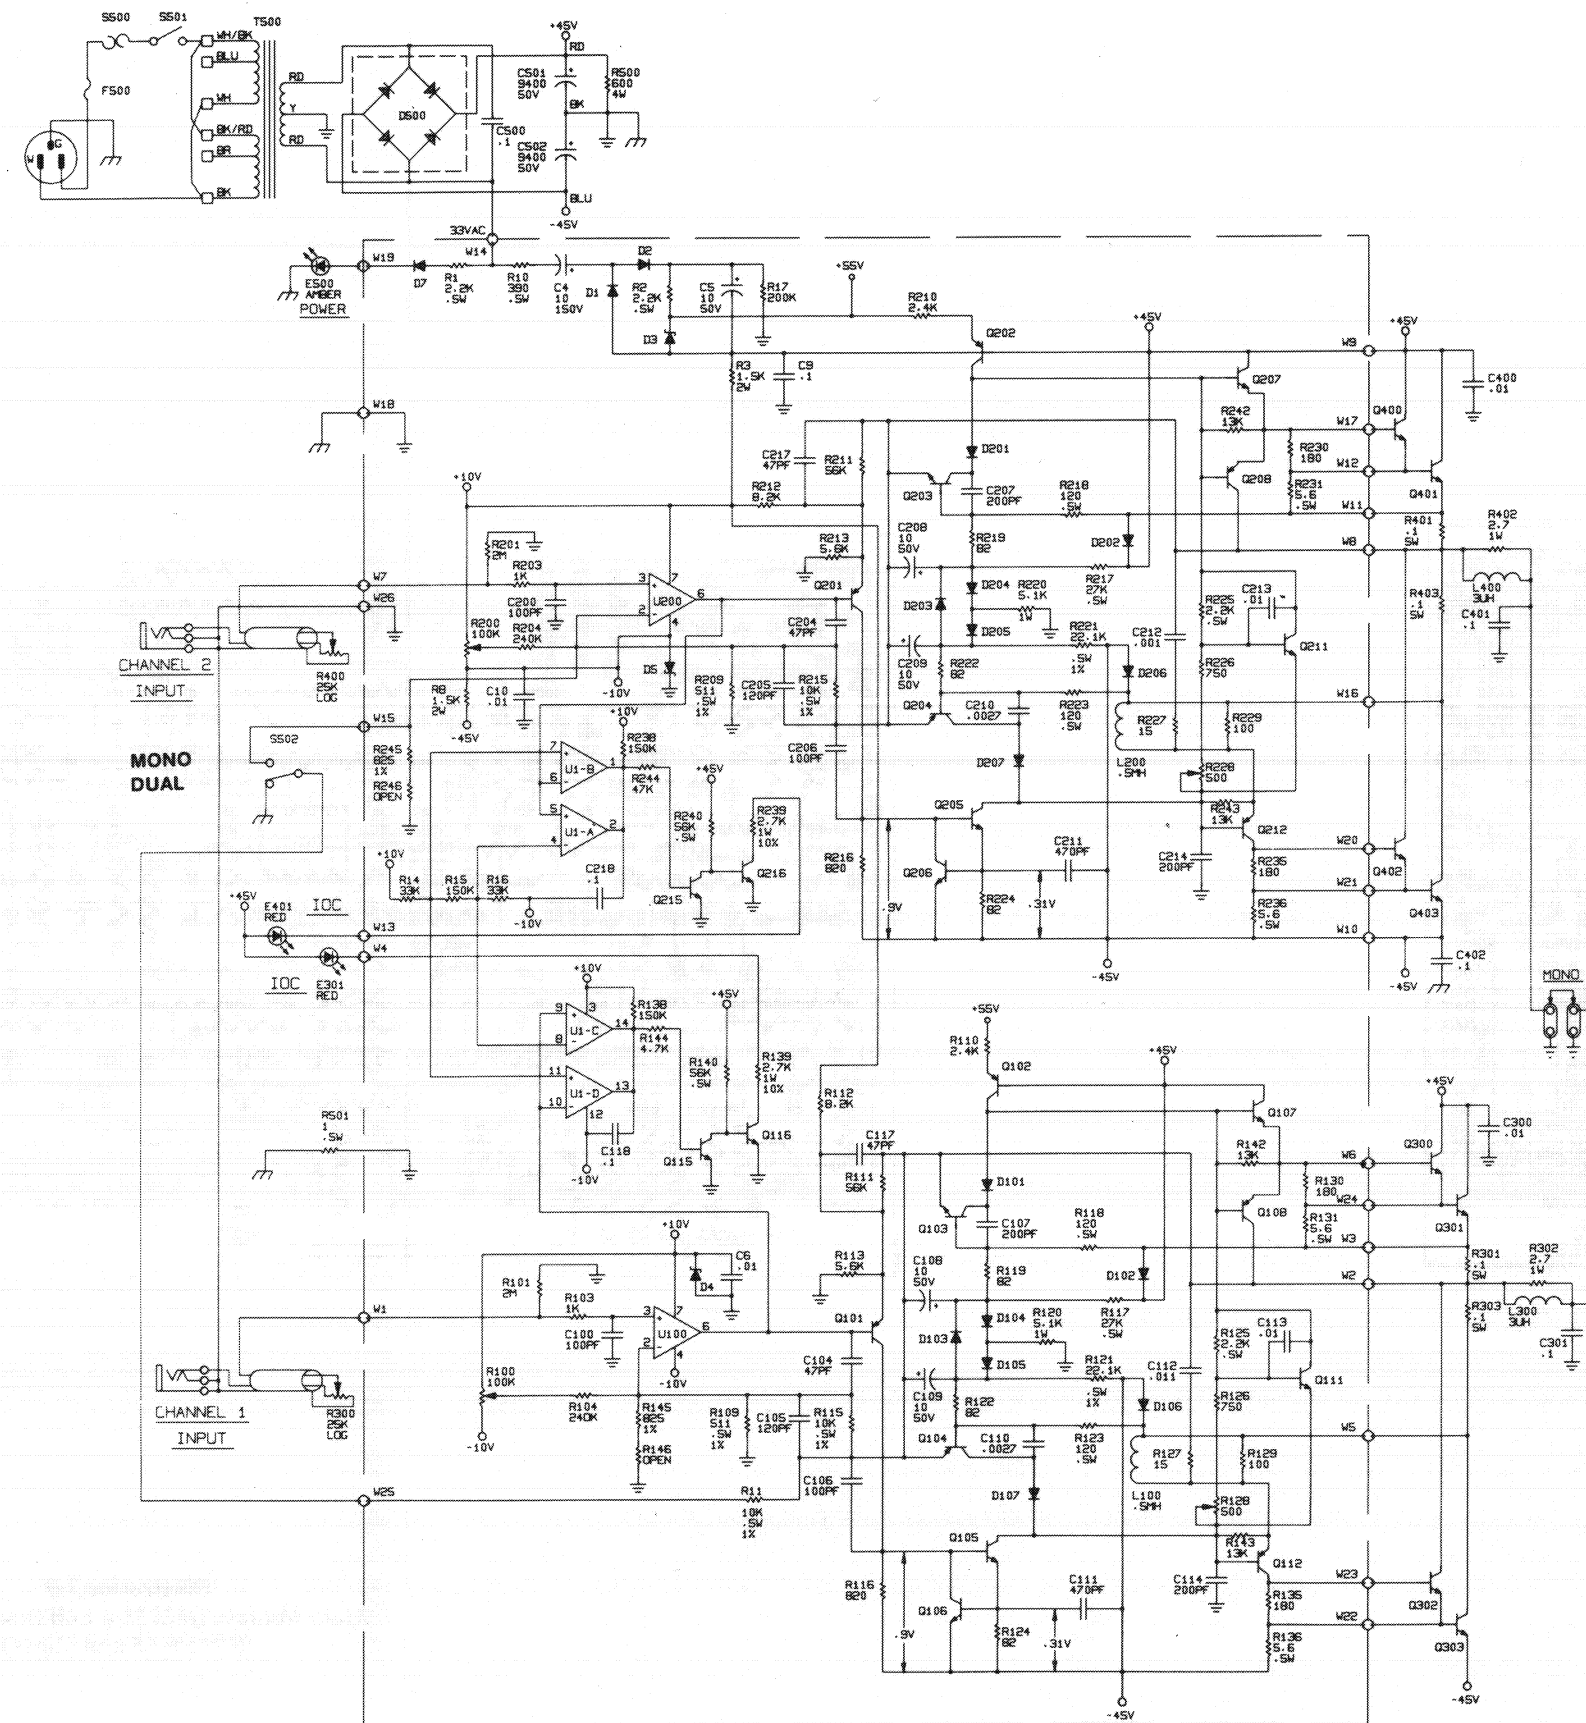 S500
S501
T500
WH/BK
BLU
F500
WH
BK/RD
BR
BK
G
W
RD
Y
RD
D500
C500
.1
+45V
RD
C501
9400
50V
R500
600
4W
BK
C502
9400
50V
BLU
-45V
33VAC
W14
W19
E500
AMBER
POWER
D7
R1
2.2K
.5W
R10
390
.5W
C4
10
150V
D1
D2
R2
2.2K
.5W
C5
10
50V
R17
200K
D3
R3
1.5K
2W
C9
.1
+55V
R210
2.4K
Q202
+45V
W9
+45V
Q207
C400
.01
W18
R242
13K
W17
Q400
R230
180
W12
Q208
R231
5.6
.5W
W11
Q401
C217
47PF
R211
56K
D201
Q203
C207
200PF
R218
120
.5W
+10V
R212
8.2K
R401
.1
5W
R402
2.7
1W
W8
C208
10
50V
R219
82
D202
R213
5.6K
R201
2M
R203
1K
W7
W26
3
7
U200
6
2
4
Q201
D204
R220
5.1K
1W
R217
27K
.5W
R225
2.2K
.5W
C213
.01
R403
.1
5W
L400
3UH
C401
.1
C200
100PF
R200
100K
R204
240K
C204
47PF
D203
D205
R221
22.1K
.5W
1%
C212
.001
Q211
CHANNEL 2
INPUT
R400
25K
LOG
D5
C209
10
50V
R222
82
D206
R226
750
R8
1.5K
2W
C10
.01
-10V
R209
511
.5W
1%
C205
120PF
R215
10K
.5W
1%
Q204
C210
.0027
R223
120
.5W
W16
W15
-45V
+10V
R238
150K
R227
15
R229
100
S502
MONO
DUAL
R245
825
1%
R246
OPEN
7
U1-B
1
6
R244
47K
+45V
C206
100PF
D207
L200
.5MH
R228
500
5
U1-A
2
4
R240
56K
.5W
R239
2.7K
1W
10%
Q205
R243
13K
Q212
+10V
R14
33K
R15
150K
R16
33K
C218
.1
-10V
Q215
Q216
R216
820
Q206
C211
470PF
C214
200PF
R235
180
W20
Q402
W21
R224
82
.9V
.31V
R236
5.6
.5W
Q403
W10
+45V
E401
RED
IOC
W13
W4
IOC
E301
RED
-45V
-45V
C402
.1
MONO
+10V
9
3
U1-C
14
8
R138
150K
R144
4.7K
+45V
11
U1-D
13
10
12
R140
56K
.5W
R139
2.7K
1W
10%
C118
.1
-10V
Q115
Q116
+55V
R110
2.4K
Q102
+45V
R112
8.2K
Q107
+45V
C300
.01
R501
1
.5W
C117
47PF
R111
56K
R142
13K
W6
Q300
D101
R130
180
W24
Q103
C107
200PF
R118
120
.5W
Q108
R131
5.6
.5W
W3
Q301
+10V
C6
.01
D4
R113
5.6K
C108
10
50V
R119
82
D102
W2
R301
.1
5W
R302
2.7
1W
R101
2M
R103
1K
W1
3
7
U100
6
2
4
-10V
C100
100PF
Q101
D103
D104
R120
5.1K
1W
R117
27K
.5W
R125
2.2K
.5W
C113
.01
R303
.1
5W
L300
3UH
C301
.1
C104
47PF
D105
R121
22.1K
.5W
1%
C112
.011
Q111
R100
100K
R104
240K
R145
825
1%
R146
OPEN
R109
511
.5W
1%
C105
120PF
R115
10K
.5W
1%
C109
10
50V
R122
82
D106
R126
750
CHANNEL 1
INPUT
R300
25K
LOG
-10V
Q104
C110
.0027
R123
120
.5W
W5
R127
15
R129
100
C106
100PF
D107
L100
.5MH
R128
500
W25
R11
10K
.5W
1%
Q105
R143
13K
Q112
R116
820
Q106
C111
470PF
C114
200PF
R135
180
W23
Q302
W22
.9V
R124
82
.31V
R136
5.6
.5W
Q303
-45V
-45V